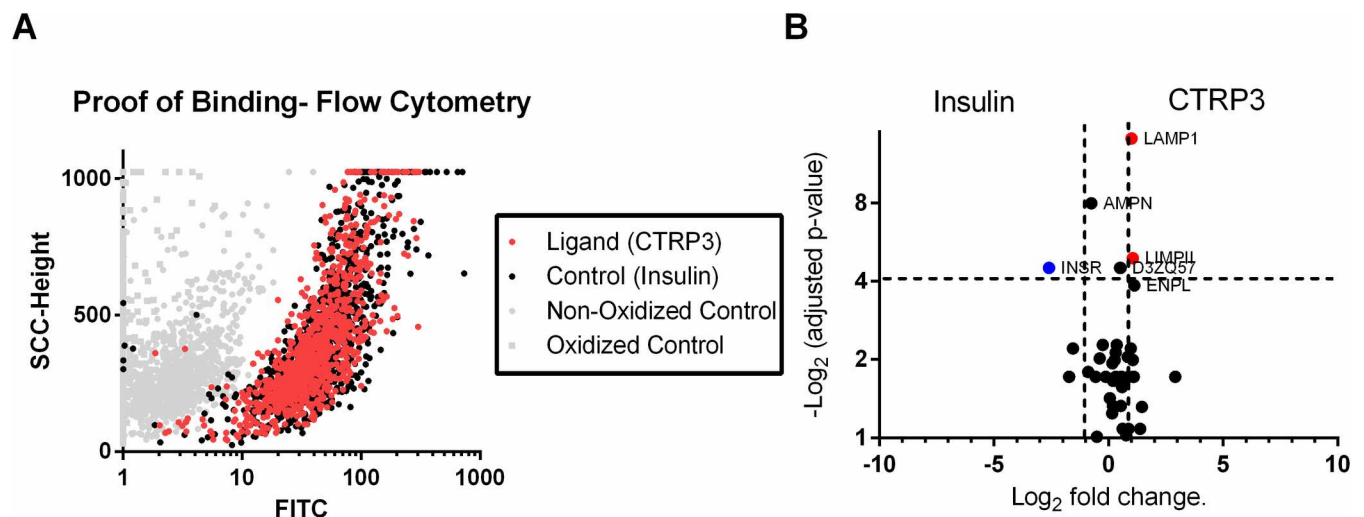 A
Proof of Binding- Flow Cytometry
SCC-Height
1000
500
0
1
10
100
1000
FITC
Ligand (CTRP3)
Control (Insulin)
Non-Oxidized Control
Oxidized Control
B
Insulin
CTRP3
-Log2 (adjusted p-value)
8
4
2
1
LAMP1
AMPN
LIMPII
INSR
D3ZQ57
ENPL
-10
-5
0
5
10
Log2 fold change.